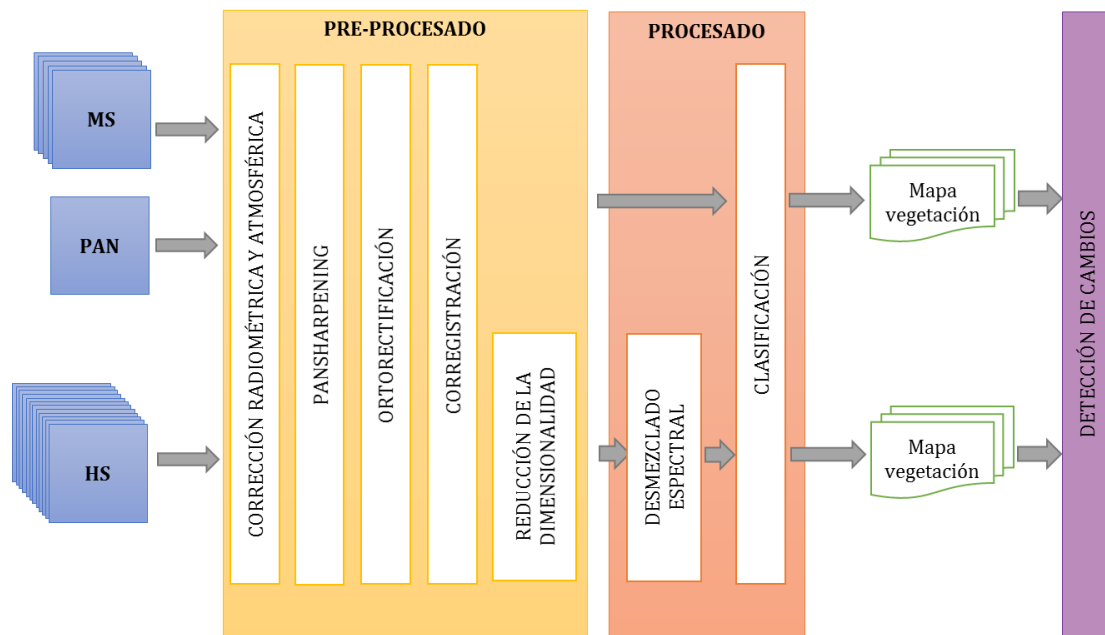 PRE-PROCESADO
PROCESADO
MS
PAN
HS
CORRECCIÓN RADIOMÉTRICA Y ATMOSFÉRICA
PANSHARPENING
ORTORECTIFICACIÓN
CORREGISTRACIÓN
REDUCCIÓN DE LA
DIMENSIONALIDAD
DESMEZCLADO
ESPECTRAL
CLASIFICACIÓN
Mapa
vegetación
Mapa
vegetación
DETECCIÓN DE CAMBIOS